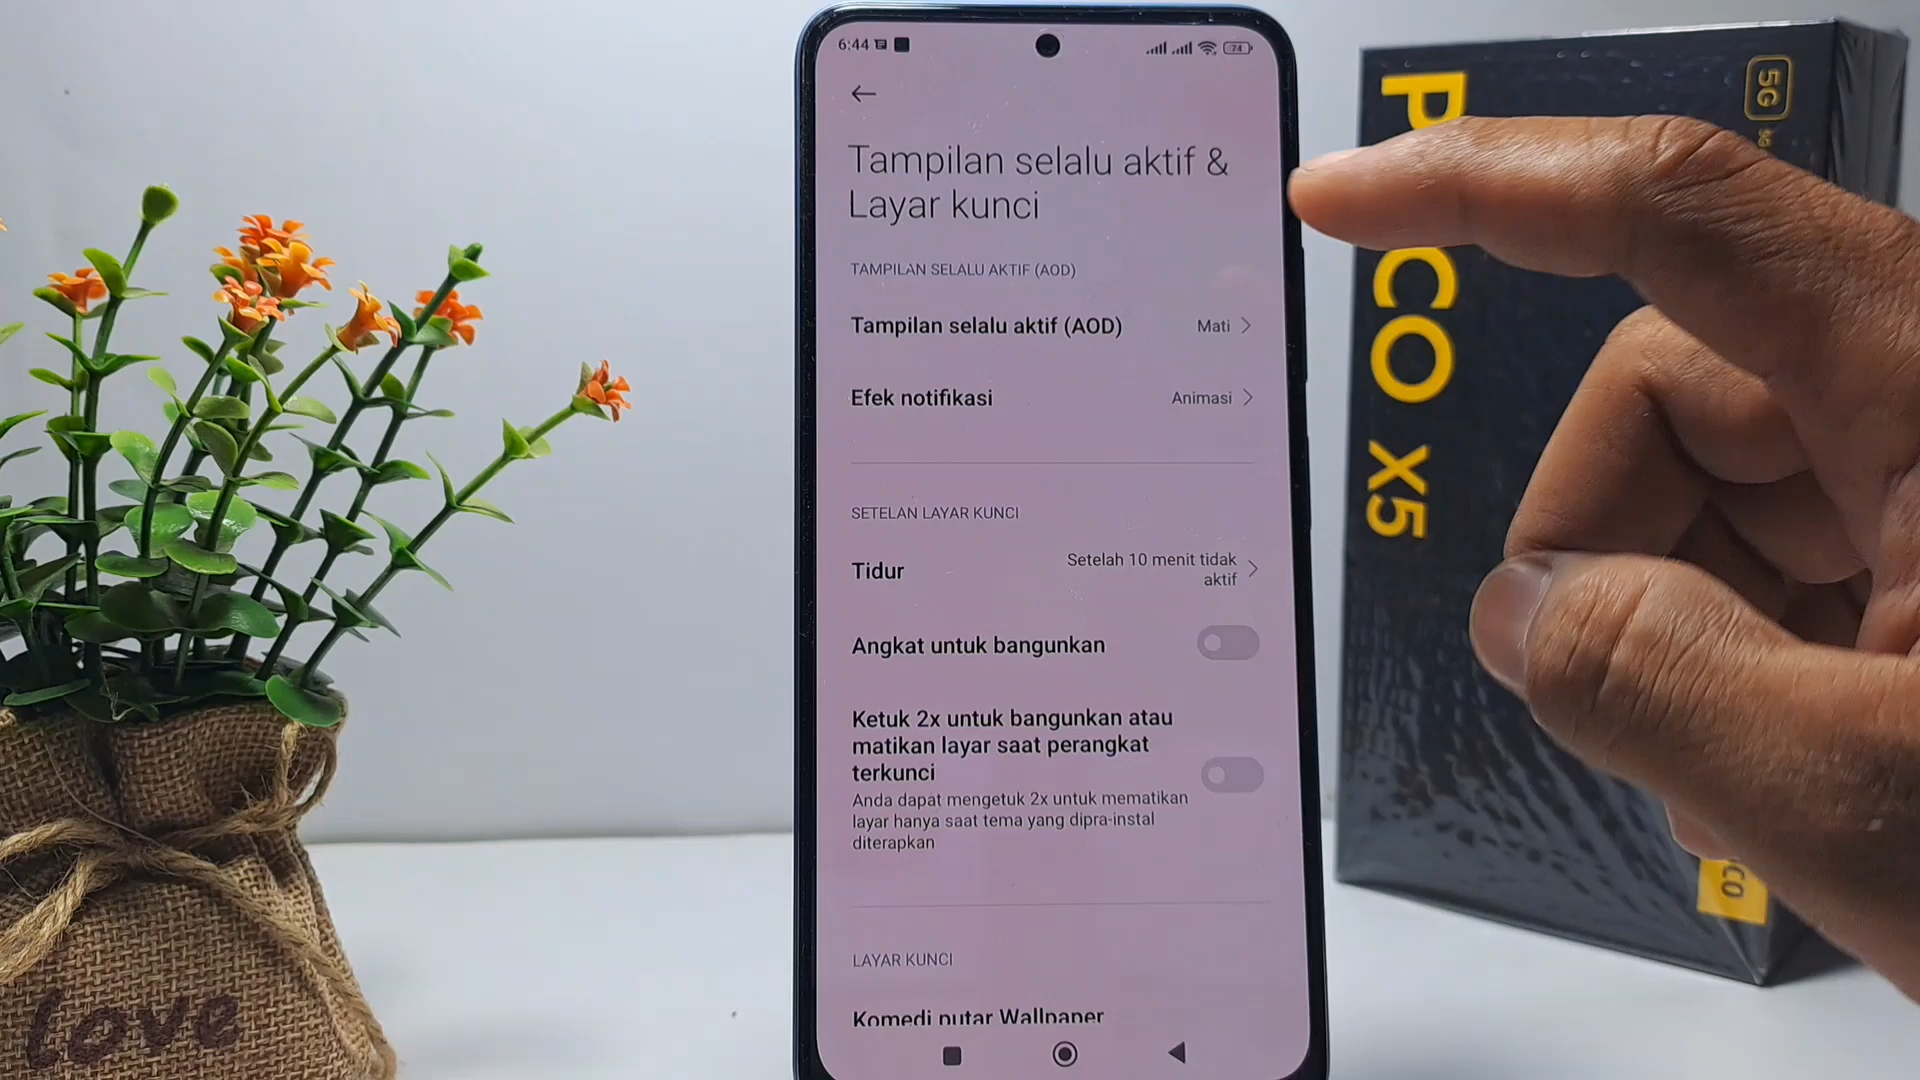 6:44
74
Tampilan selalu aktif &
Layar kunci
TAMPILAN SELALU AKTIF (AOD)
Tampilan selalu aktif (AOD)
Mati
Efek notifikasi
Animasi
SETELAN LAYAR KUNCI
Tidur
Setelah 10 menit tidak
aktif
Angkat untuk bangunkan
Ketuk 2x untuk bangunkan atau
matikan layar saat perangkat
terkunci
Anda dapat mengetuk 2x untuk mematikan
layar hanya saat tema yang dipra-instal
diterapkan
LAYAR KUNCI
Komedi putar Wallpaper
5G
X5
love